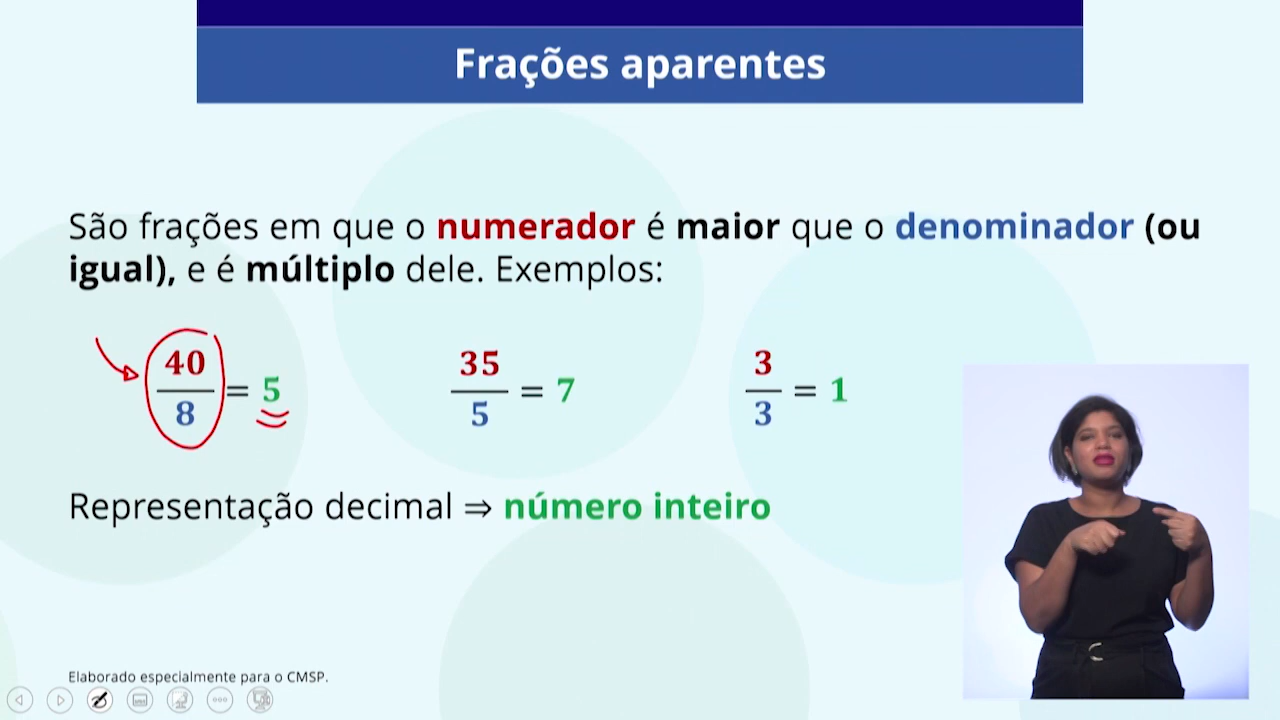 Frações aparentes
São frações em que o numerador é maior que o denominador (ou
igual), e é múltiplo dele. Exemplos:
40/8 = 5 35/5 = 7 3/3 = 1
Representação decimal ⇒ número inteiro
Elaborado especialmente para o CMSP.